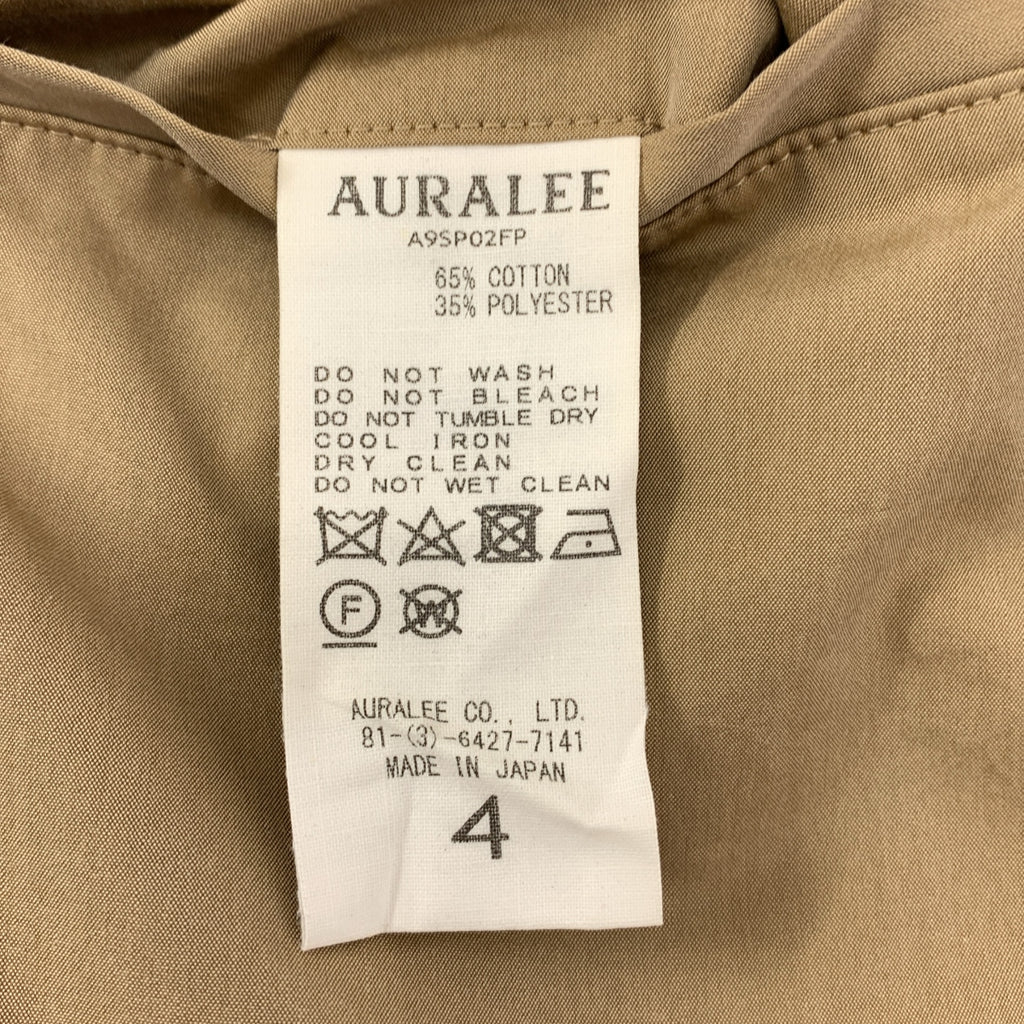 AURALEE
A9SP02FP
65% COTTON
35% POLYESTER
DO NOT WASH
DO NOT BLEACH
DO NOT TUMBLE DRY
COOL IRON
DRY CLEAN
DO NOT WET CLEAN
F W
AURALEE CO., LTD.
81-(3)-6427-7141
MADE IN JAPAN
4